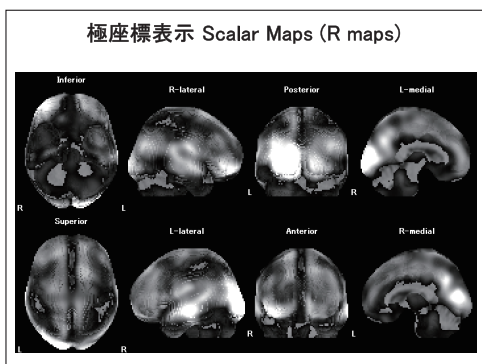 極座標表示 Scalar Maps (R maps)
Inferior
R-lateral
Posterior
L-medial
R
L
L
R
Superior
L-lateral
Anterior
R-medial
L
R
R
L